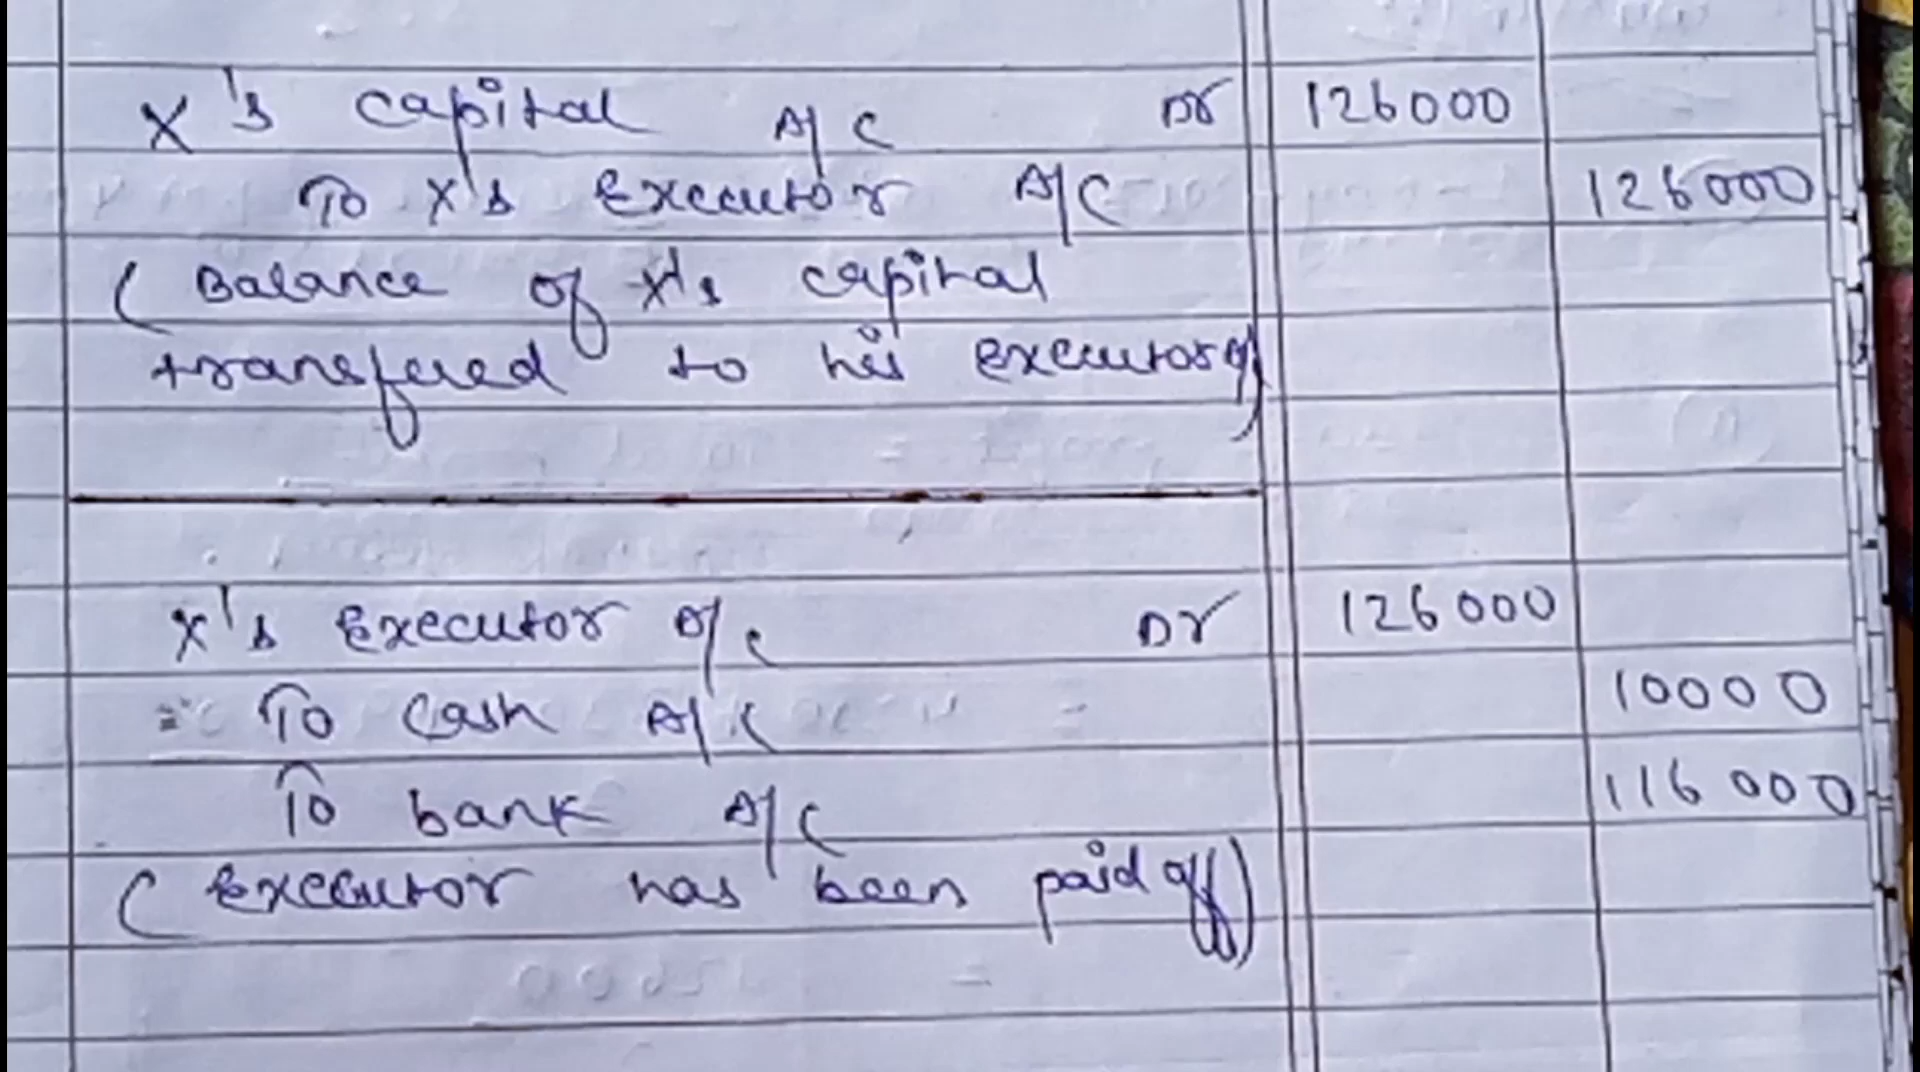 X's capital A/C Dr 126000
To X's Executor A/C 126000
( Balance of X's capital
transfered to his executors)
X's Executor A/c Dr 126000
To Cash A/C 10000
To bank A/C 116000
( Executor has been paid off)